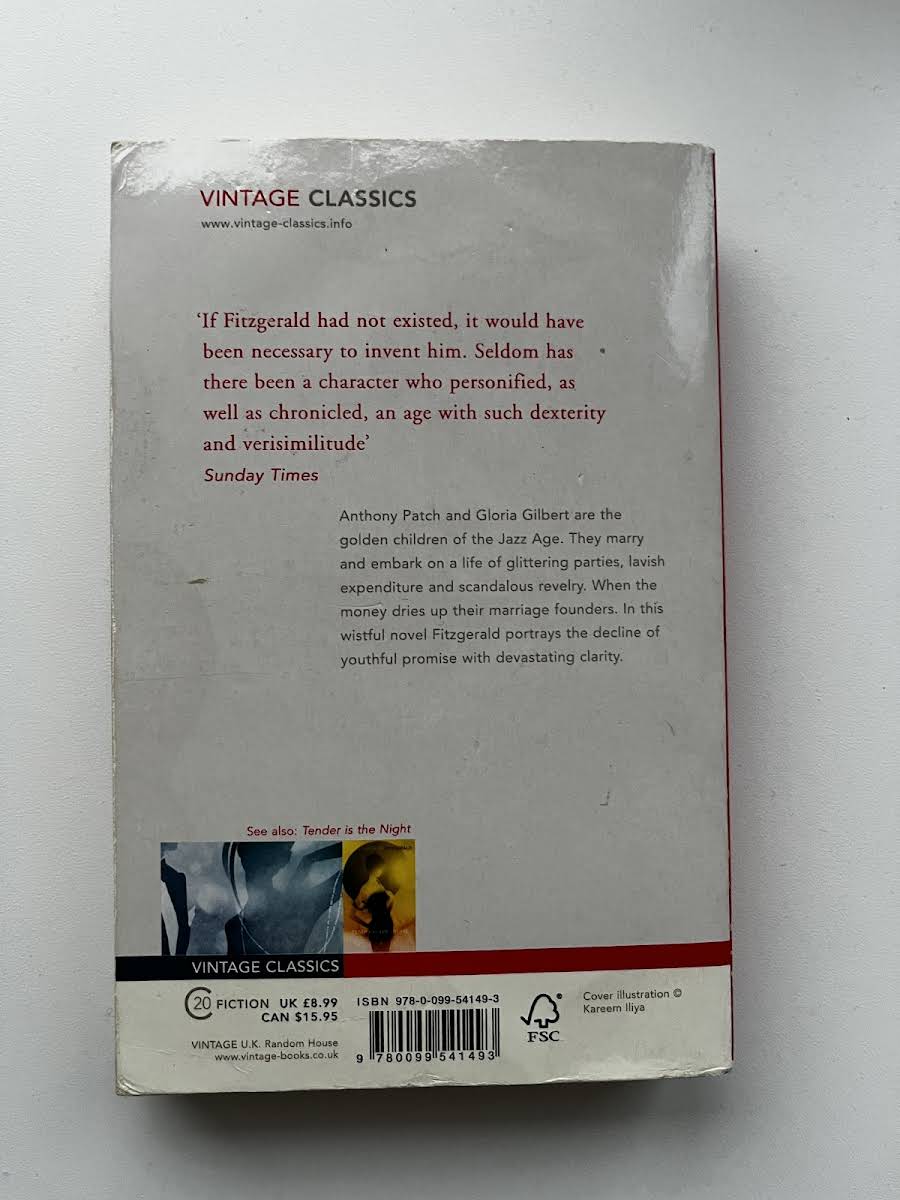 VINTAGE CLASSICS
www.vintage-classics.info
‘If Fitzgerald had not existed, it would have
been necessary to invent him. Seldom has
there been a character who personified, as
well as chronicled, an age with such dexterity
and verisimilitude’
Sunday Times
Anthony Patch and Gloria Gilbert are the
golden children of the Jazz Age. They marry
and embark on a life of glittering parties, lavish
expenditure and scandalous revelry. When the
money dries up their marriage founders. In this
wistful novel Fitzgerald portrays the decline of
youthful promise with devastating clarity.
See also: Tender is the Night
VINTAGE CLASSICS
C20 FICTION UK £8.99
CAN $15.95
VINTAGE U.K. Random House
www.vintage-books.co.uk
ISBN 978-0-099-54149-3
9 780099 541493
FSC
Cover illustration ©
Kareem Iliya